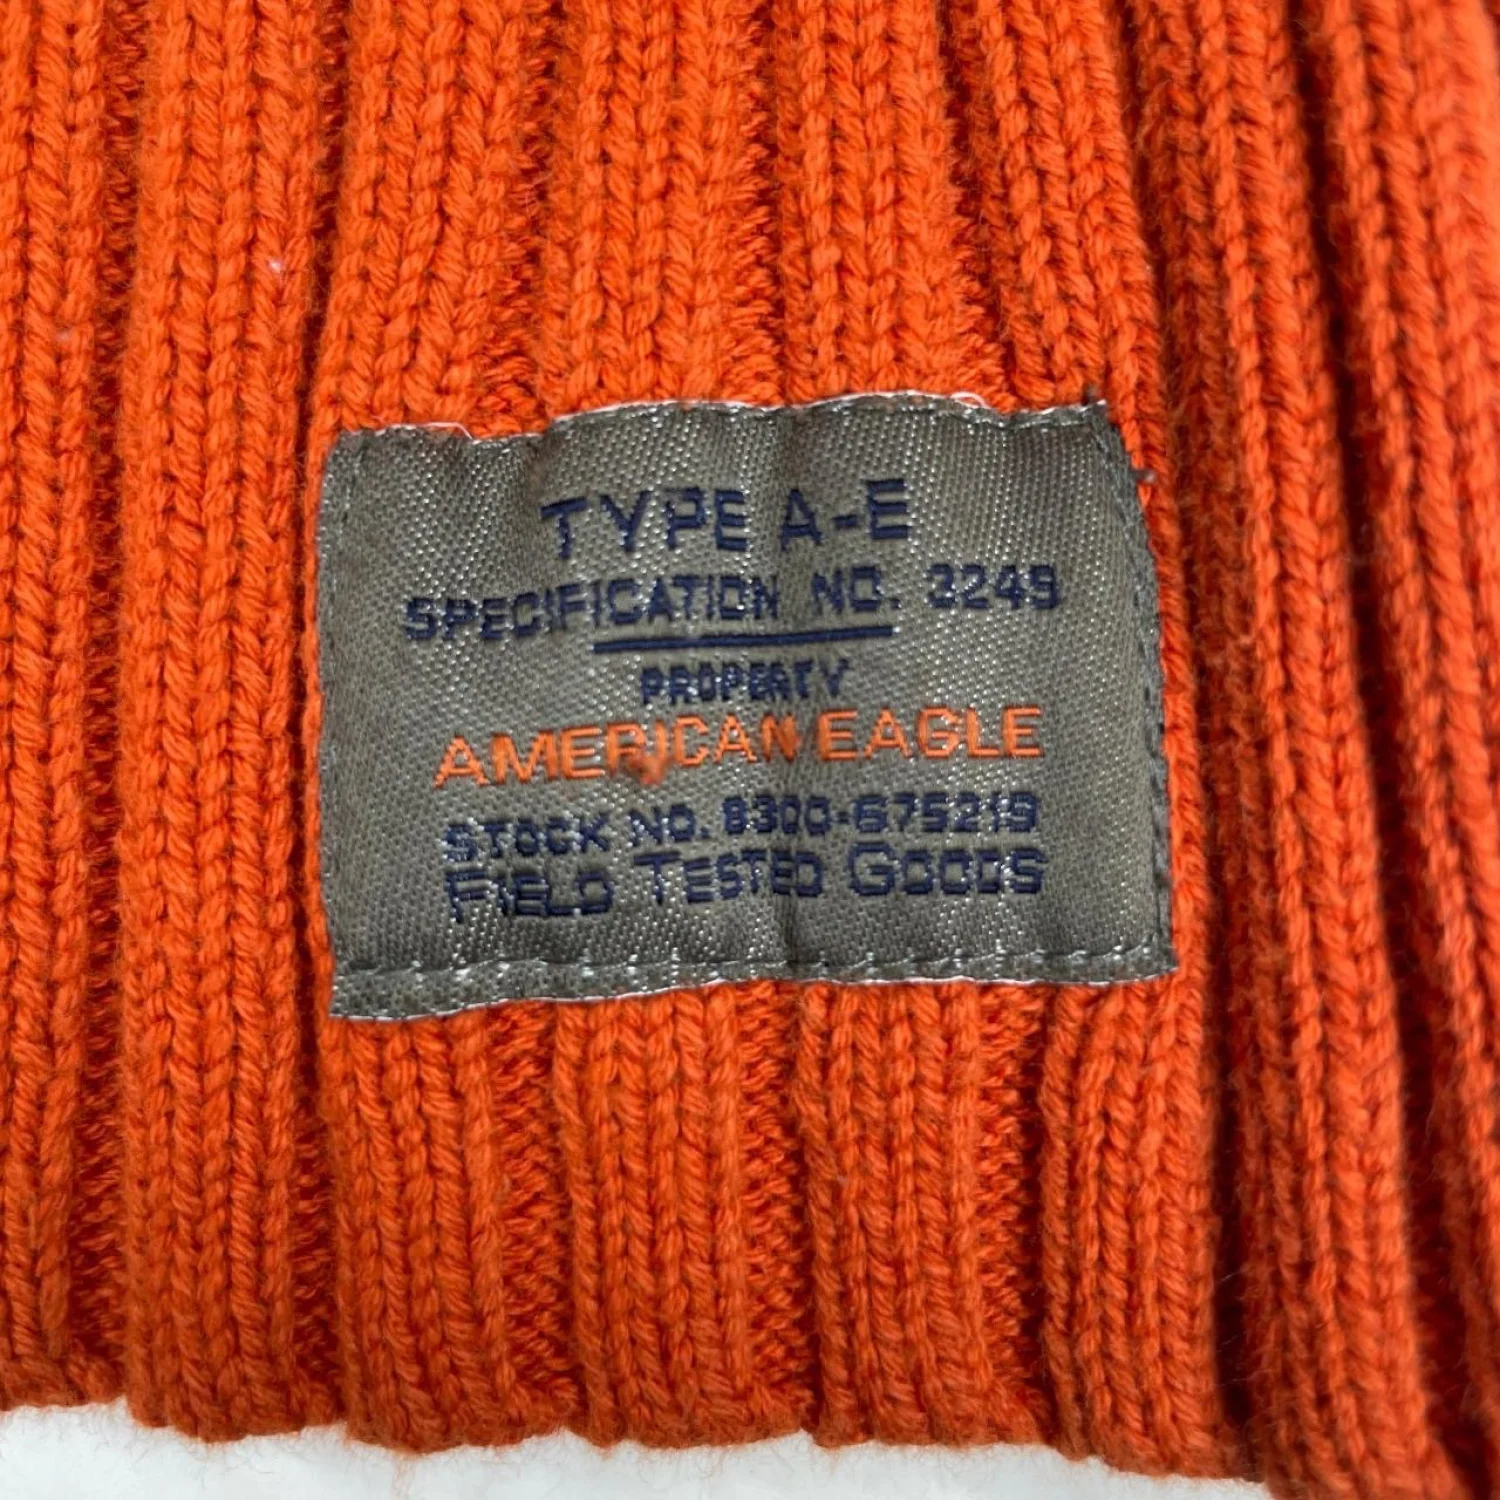 TYPE A-E
SPECIFICATION NO. 3249
PROPERTY
AMERICAN EAGLE
STOCK NO. 8300-675219
FIELD TESTED GOODS